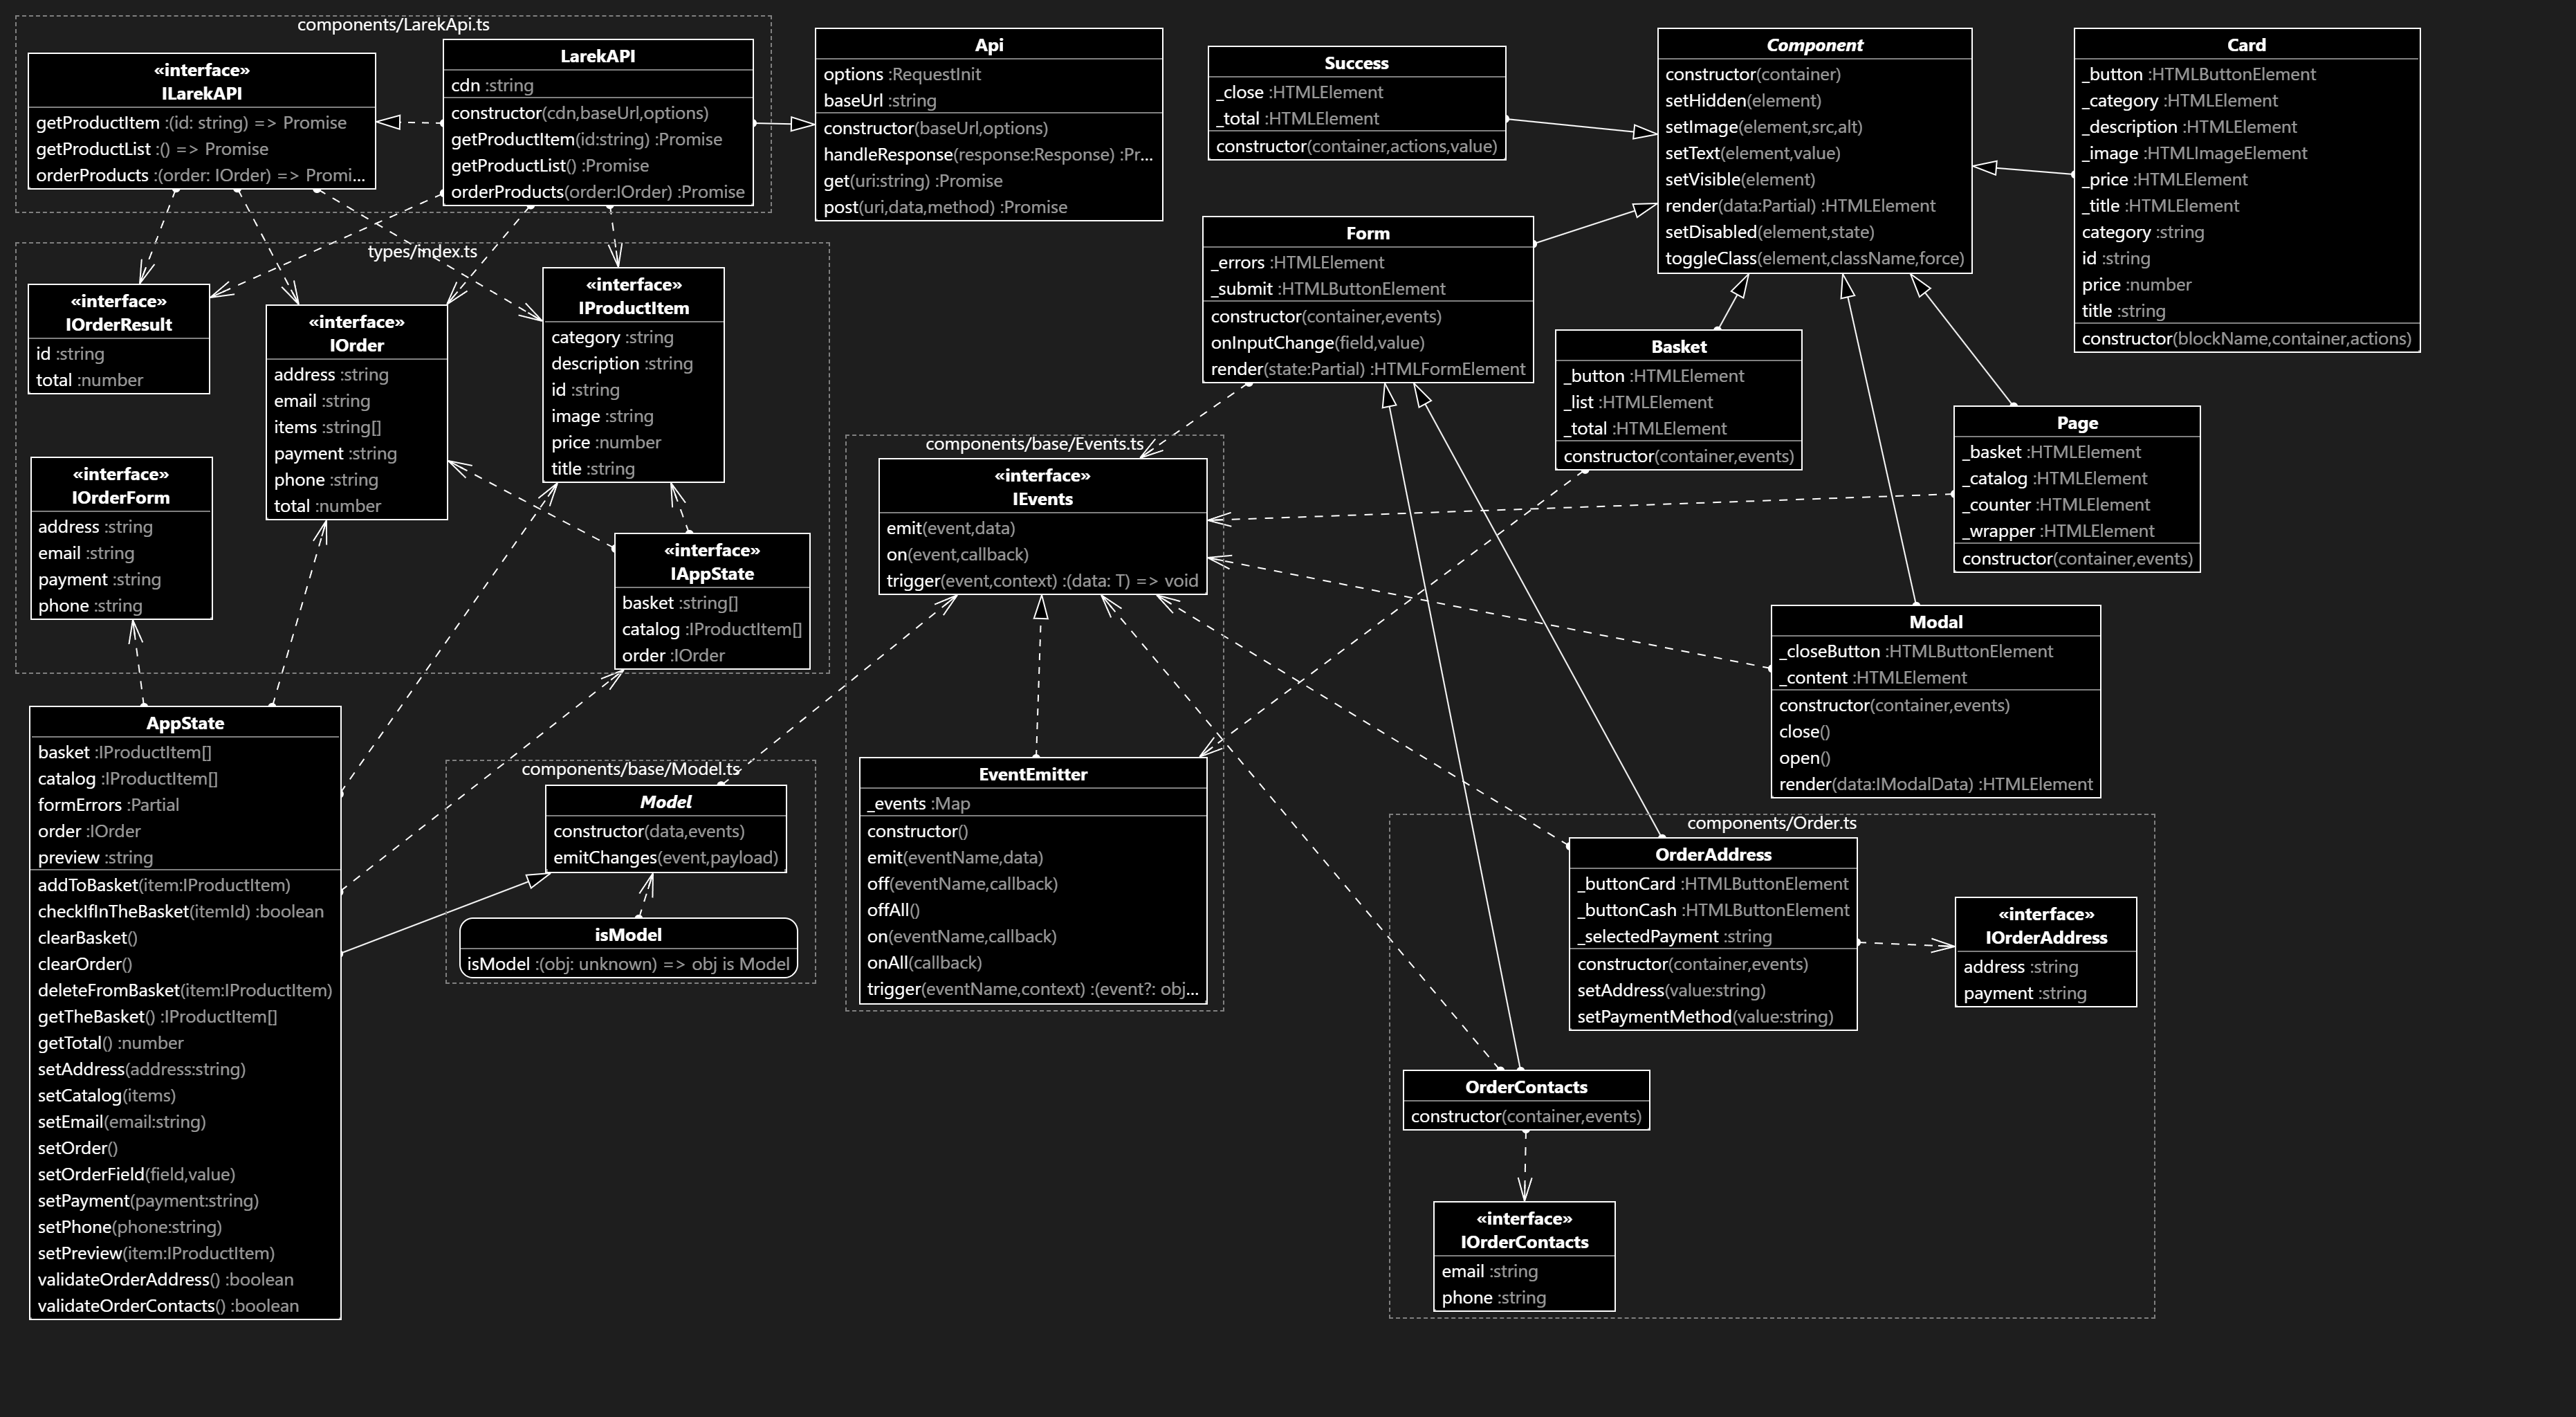 components/LarekApi.ts
«interface»
ILarekAPI
getProductItem :(id: string) => Promise
getProductList :() => Promise
orderProducts :(order: IOrder) => Promi...
LarekAPI
cdn :string
constructor(cdn,baseUrl,options)
getProductItem(id:string) :Promise
getProductList() :Promise
orderProducts(order:IOrder) :Promise
Api
options :RequestInit
baseUrl :string
constructor(baseUrl,options)
handleResponse(response:Response) :Pr...
get(uri:string) :Promise
post(uri,data,method) :Promise
Success
_close :HTMLElement
_total :HTMLElement
constructor(container,actions,value)
Component
constructor(container)
setHidden(element)
setImage(element,src,alt)
setText(element,value)
setVisible(element)
render(data:Partial) :HTMLElement
setDisabled(element,state)
toggleClass(element,className,force)
Card
_button :HTMLButtonElement
_category :HTMLElement
_description :HTMLElement
_image :HTMLImageElement
_price :HTMLElement
_title :HTMLElement
category :string
id :string
price :number
title :string
constructor(blockName,container,actions)
Form
_errors :HTMLElement
_submit :HTMLButtonElement
constructor(container,events)
onInputChange(field,value)
render(state:Partial) :HTMLFormElement
types/index.ts
«interface»
IOrderResult
id :string
total :number
«interface»
IOrder
address :string
email :string
items :string[]
payment :string
phone :string
total :number
«interface»
IProductItem
category :string
description :string
id :string
image :string
price :number
title :string
«interface»
IOrderForm
address :string
email :string
payment :string
phone :string
«interface»
IAppState
basket :string[]
catalog :IProductItem[]
order :IOrder
Basket
_button :HTMLElement
_list :HTMLElement
_total :HTMLElement
constructor(container,events)
Page
_basket :HTMLElement
_catalog :HTMLElement
_counter :HTMLElement
_wrapper :HTMLElement
constructor(container,events)
components/base/Events.ts
«interface»
IEvents
emit(event,data)
on(event,callback)
trigger(event,context) :(data: T) => void
EventEmitter
_events :Map
constructor()
emit(eventName,data)
off(eventName,callback)
offAll()
on(eventName,callback)
onAll(callback)
trigger(eventName,context) :(event?: obj...
Modal
_closeButton :HTMLButtonElement
_content :HTMLElement
constructor(container,events)
close()
open()
render(data:IModalData) :HTMLElement
AppState
basket :IProductItem[]
catalog :IProductItem[]
formErrors :Partial
order :IOrder
preview :string
addToBasket(item:IProductItem)
checkIfInTheBasket(itemId) :boolean
clearBasket()
clearOrder()
deleteFromBasket(item:IProductItem)
getTheBasket() :IProductItem[]
getTotal() :number
setAddress(address:string)
setCatalog(items)
setEmail(email:string)
setOrder()
setOrderField(field,value)
setPayment(payment:string)
setPhone(phone:string)
setPreview(item:IProductItem)
validateOrderAddress() :boolean
validateOrderContacts() :boolean
components/base/Model.ts
Model
constructor(data,events)
emitChanges(event,payload)
isModel
isModel :(obj: unknown) => obj is Model
components/Order.ts
OrderAddress
_buttonCard :HTMLButtonElement
_buttonCash :HTMLButtonElement
_selectedPayment :string
constructor(container,events)
setAddress(value:string)
setPaymentMethod(value:string)
«interface»
IOrderAddress
address :string
payment :string
OrderContacts
constructor(container,events)
«interface»
IOrderContacts
email :string
phone :string